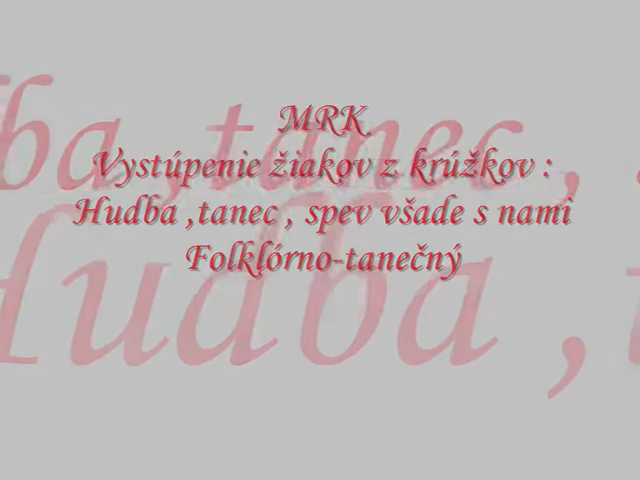 MRK
Vystúpenie žiakov z krúžkov :
Hudba ,tanec , spev všade s nami
Folklórno-tanečný